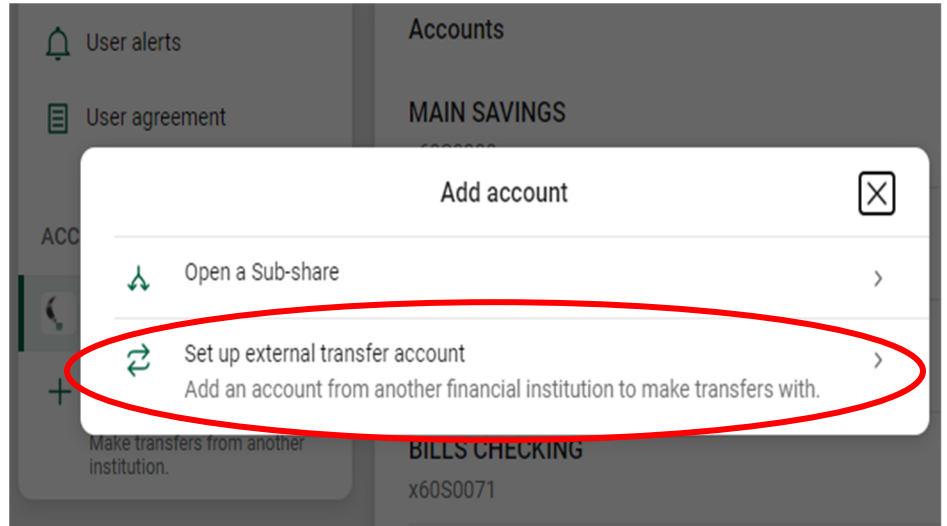 User alerts
User agreement
ACC
Make transfers from another
institution.
Accounts
MAIN SAVINGS
Add account
Open a Sub-share
Set up external transfer account
Add an account from another financial institution to make transfers with.
BILLS CHECKING
x60S0071